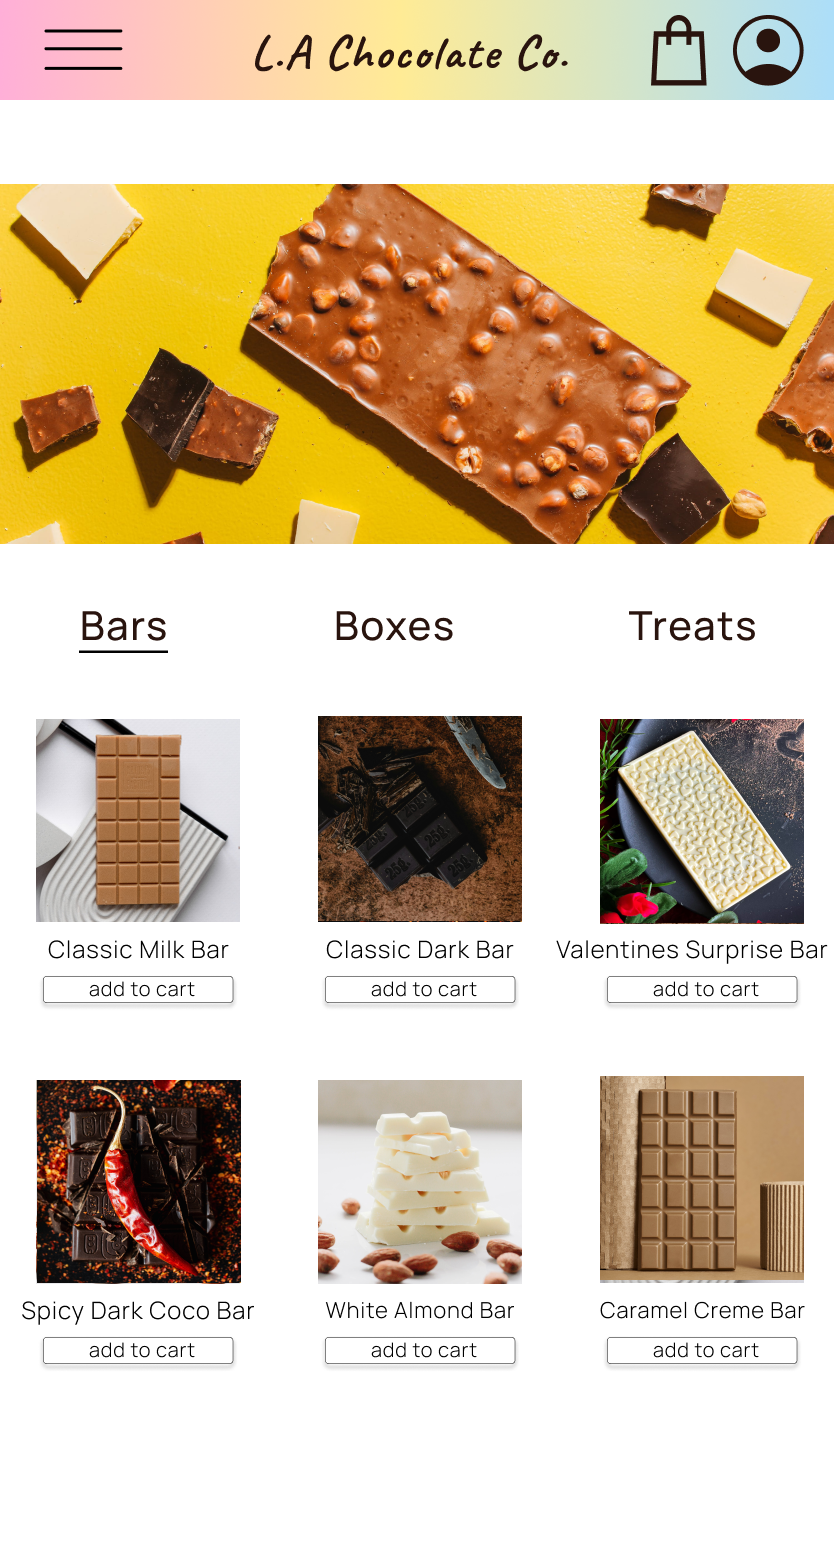 L.A Chocolate Co.
Bars
Boxes
Treats
Classic Milk Bar
Classic Dark Bar
Valentines Surprise Bar
add to cart
add to cart
add to cart
Spicy Dark Coco Bar
White Almond Bar
Caramel Creme Bar
add to cart
add to cart
add to cart